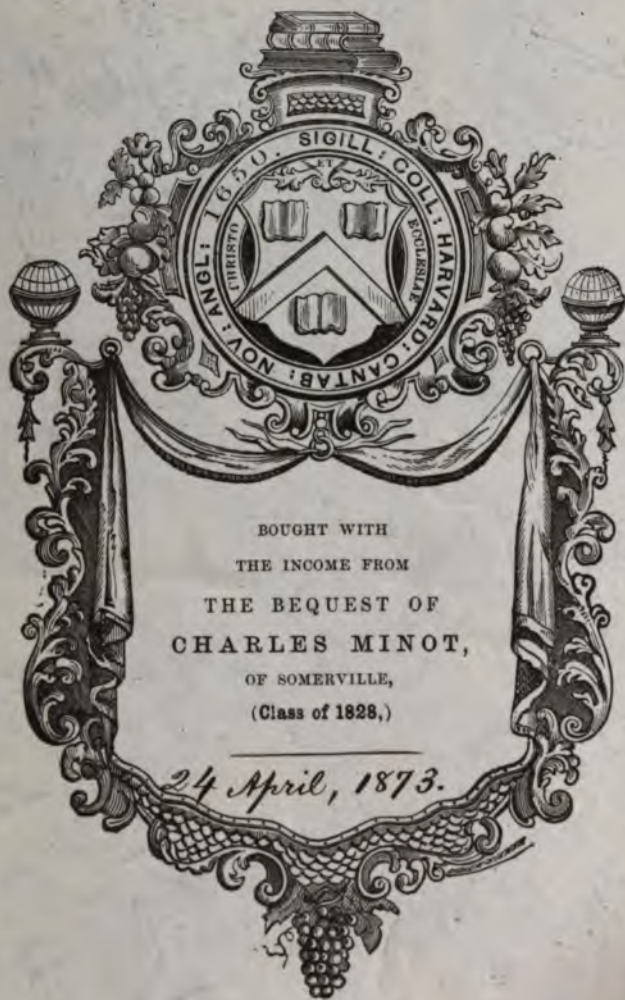 SIGILL: COLL: HARVARD: CANTAB: NOV: ANGL: 1650.
ET
CHRISTO
ECCLESIAE
BOUGHT WITH
THE INCOME FROM
THE BEQUEST OF
CHARLES MINOT,
OF SOMERVILLE,
(Class of 1828,)
24 April, 1873.